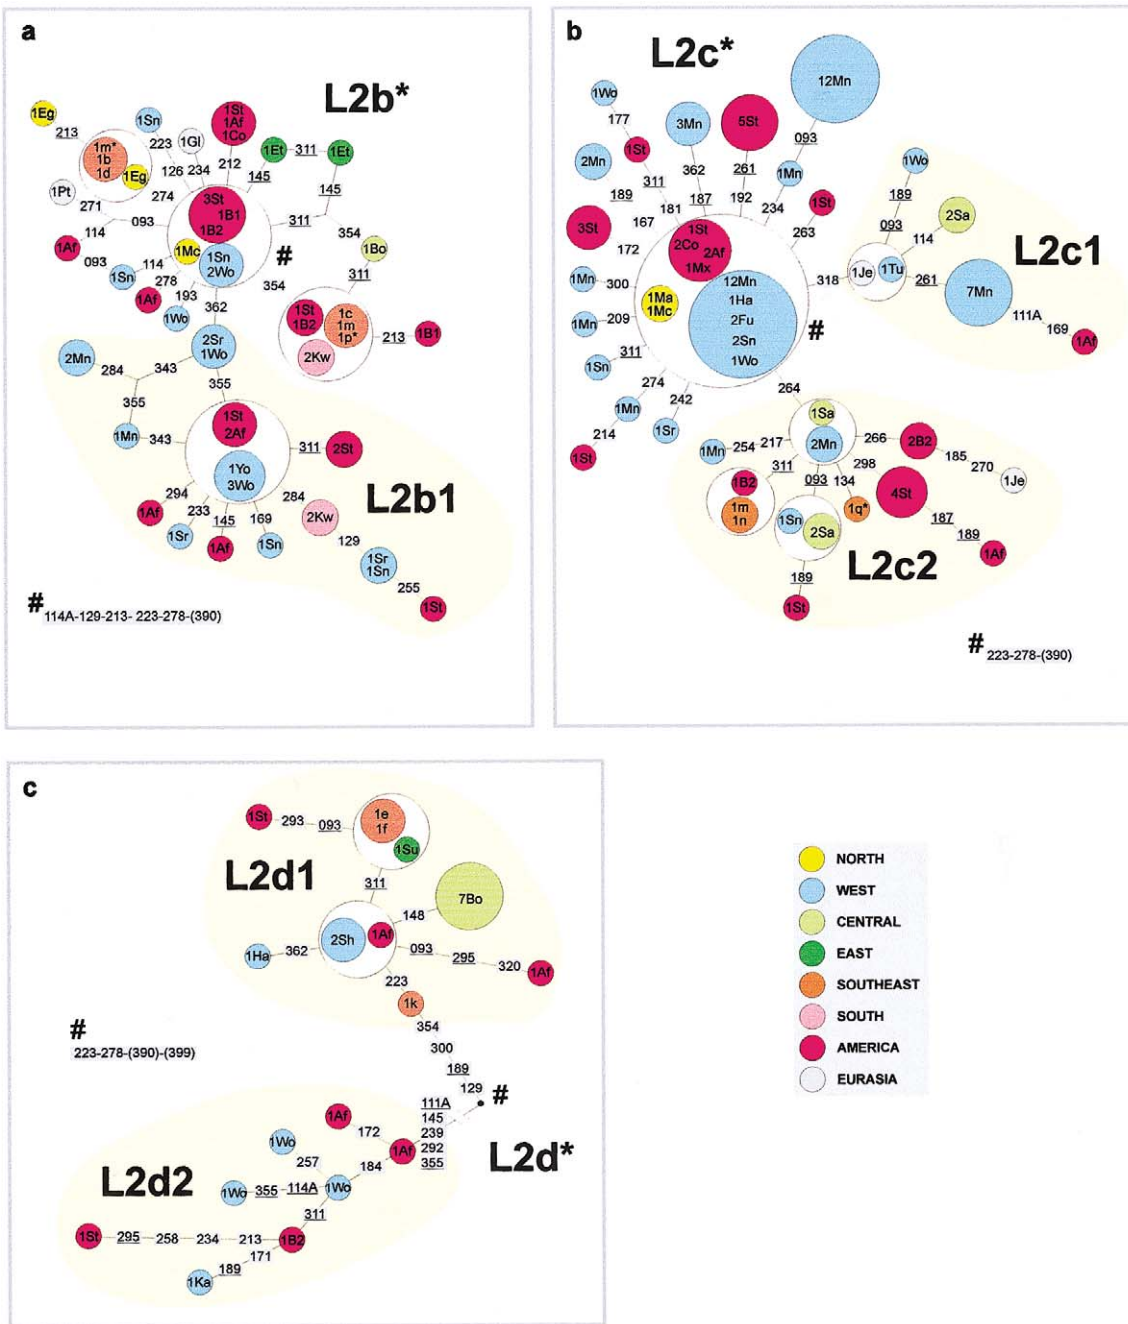 a
L2b*
1Eg
213
1m*
1b
1d
1Eg
1Pt
271
114
1Af
093
1Sn
223
126
274
093
1Gl
234
1St
1Af
1Co
212
1Et
311
1Et
145
145
311
354
1Bo
311
3St
1B1
1B2
1Mc
1Sn
2Wo
#
354
1Sn
114
278
1Af
193
1Wo
362
1St
1B2
1c
1m
1p*
2Kw
213
1B1
2Mn
284
343
2Sr
1Wo
355
355
1Mn
343
1St
2Af
1Yo
3Wo
311
2St
L2b1
294
1Af
233
1Sr
145
1Af
169
1Sn
284
2Kw
129
1Sr
1Sn
255
1St
# 114A-129-213- 223-278-(390)
b
L2c*
12Mn
1Wo
177
1St
311
181
3Mn
362
187
5St
261
192
093
1Mn
234
1St
263
2Mn
189
167
3St
172
1St
2Co
2Af
1Mx
1Ma
1Mc
12Mn
1Ha
2Fu
2Sn
1Wo
#
1Mn
300
1Mn
209
1Sn
311
274
1Mn
214
1St
242
1Sr
318
1Wo
189
093
2Sa
114
1Je
1Tu
261
7Mn
111A
169
1Af
L2c1
264
1Sa
2Mn
1Mn
254
217
311
1B2
1m
1n
093
1Sn
2Sa
189
1St
134
298
1q*
266
2B2
185
270
1Je
4St
187
189
1Af
L2c2
# 223-278-(390)
c
1St
293
093
1e
1f
1Su
L2d1
311
7Bo
148
2Sh
1Af
1Ha
362
093
295
320
1Af
223
1k
354
300
189
129
#
# 223-278-(390)-(399)
111A
145
239
292
355
L2d*
1Af
172
1Af
184
1Wo
257
1Wo
1Wo
355
114A
311
L2d2
1St
295
258
234
213
1B2
171
189
1Ka
NORTH
WEST
CENTRAL
EAST
SOUTHEAST
SOUTH
AMERICA
EURASIA